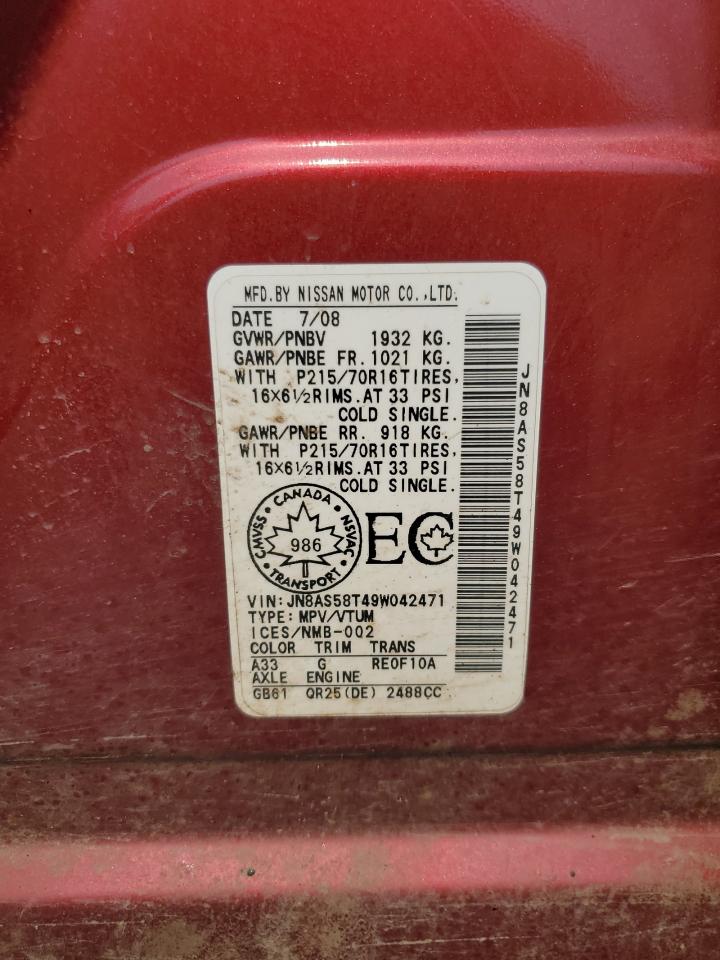 MFD.BY NISSAN MOTOR CO.,LTD.
DATE 7/08
GVWR/PNBV 1932 KG.
GAWR/PNBE FR. 1021 KG.
WITH P215/70R16TIRES,
16X6½RIMS.AT 33 PSI
COLD SINGLE.
GAWR/PNBE RR. 918 KG.
WITH P215/70R16TIRES,
16X6½RIMS.AT 33 PSI
COLD SINGLE.
CANADA
CMVSS NSVAC
986
TRANSPORT
EC
VIN:JN8AS58T49W042471
TYPE:MPV/VTUM
ICES/NMB-002
COLOR TRIM TRANS
A33 G RE0F10A
AXLE ENGINE
GB61 QR25(DE) 2488CC
JN8AS58T49W042471